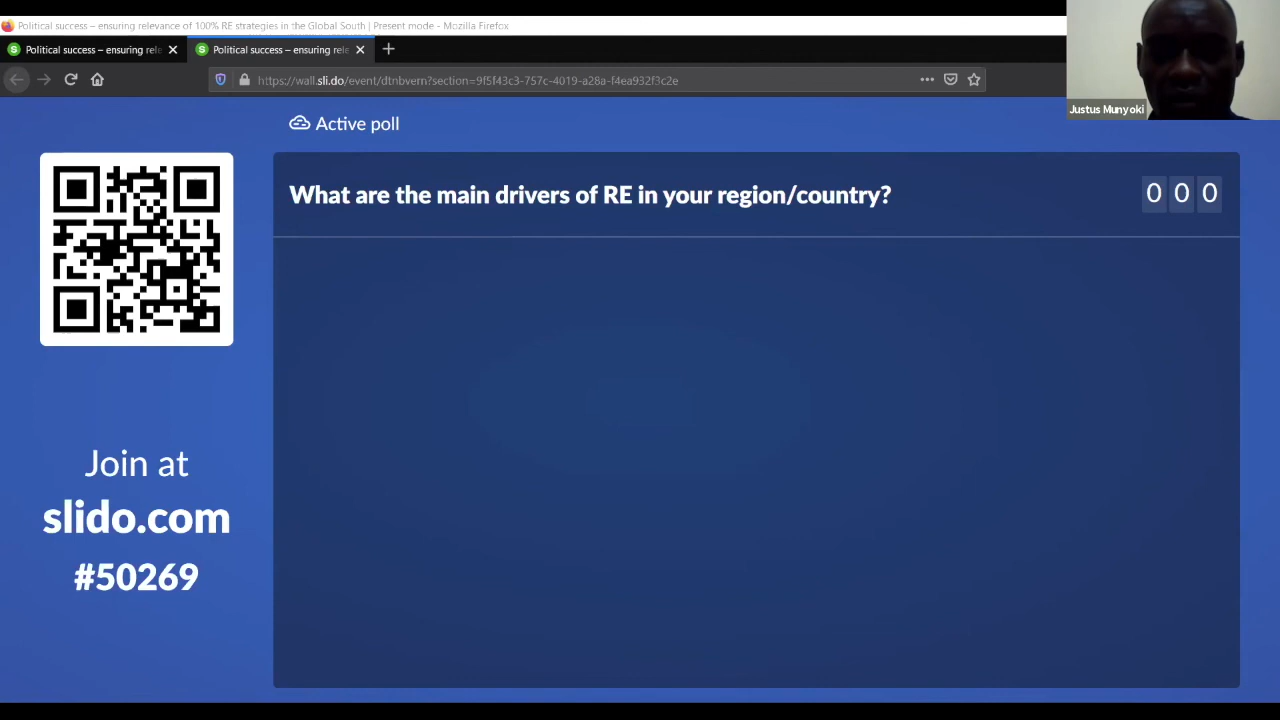 Political success – ensuring relevance of 100% RE strategies in the Global South | Present mode - Mozilla Firefox
Political success – ensuring rele
Political success – ensuring rele
https://wall.sli.do/event/dtnbvern?section=9f5f43c3-757c-4019-a28a-f4ea932f3c2e
Justus Munyoki
Active poll
What are the main drivers of RE in your region/country?
0 0 0
Join at
slido.com
#50269